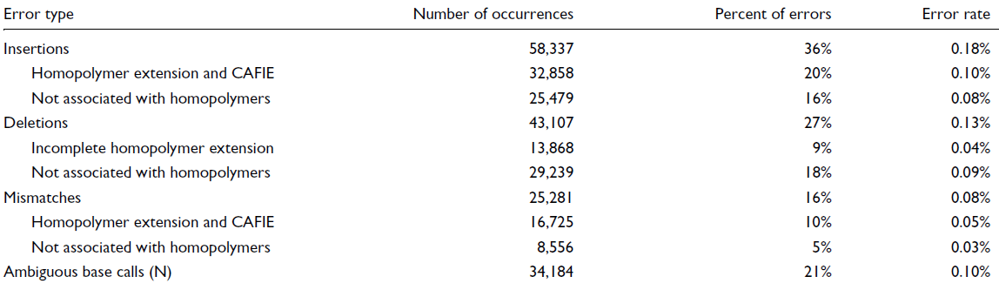 Error type Number of occurrences Percent of errors Error rate
Insertions 58,337 36% 0.18%
Homopolymer extension and CAFIE 32,858 20% 0.10%
Not associated with homopolymers 25,479 16% 0.08%
Deletions 43,107 27% 0.13%
Incomplete homopolymer extension 13,868 9% 0.04%
Not associated with homopolymers 29,239 18% 0.09%
Mismatches 25,281 16% 0.08%
Homopolymer extension and CAFIE 16,725 10% 0.05%
Not associated with homopolymers 8,556 5% 0.03%
Ambiguous base calls (N) 34,184 21% 0.10%